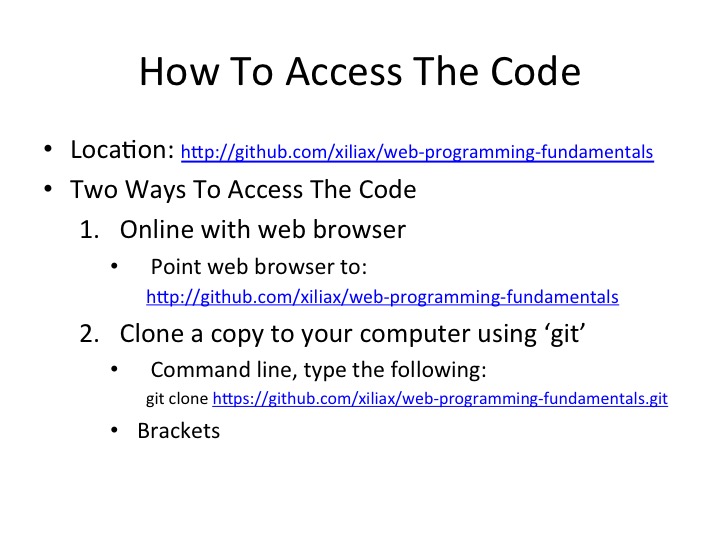 How To Access The Code
• Location: http://github.com/xiliax/web-programming-fundamentals
• Two Ways To Access The Code
1. Online with web browser
• Point web browser to:
http://github.com/xiliax/web-programming-fundamentals
2. Clone a copy to your computer using ‘git’
• Command line, type the following:
git clone https://github.com/xiliax/web-programming-fundamentals.git
• Brackets